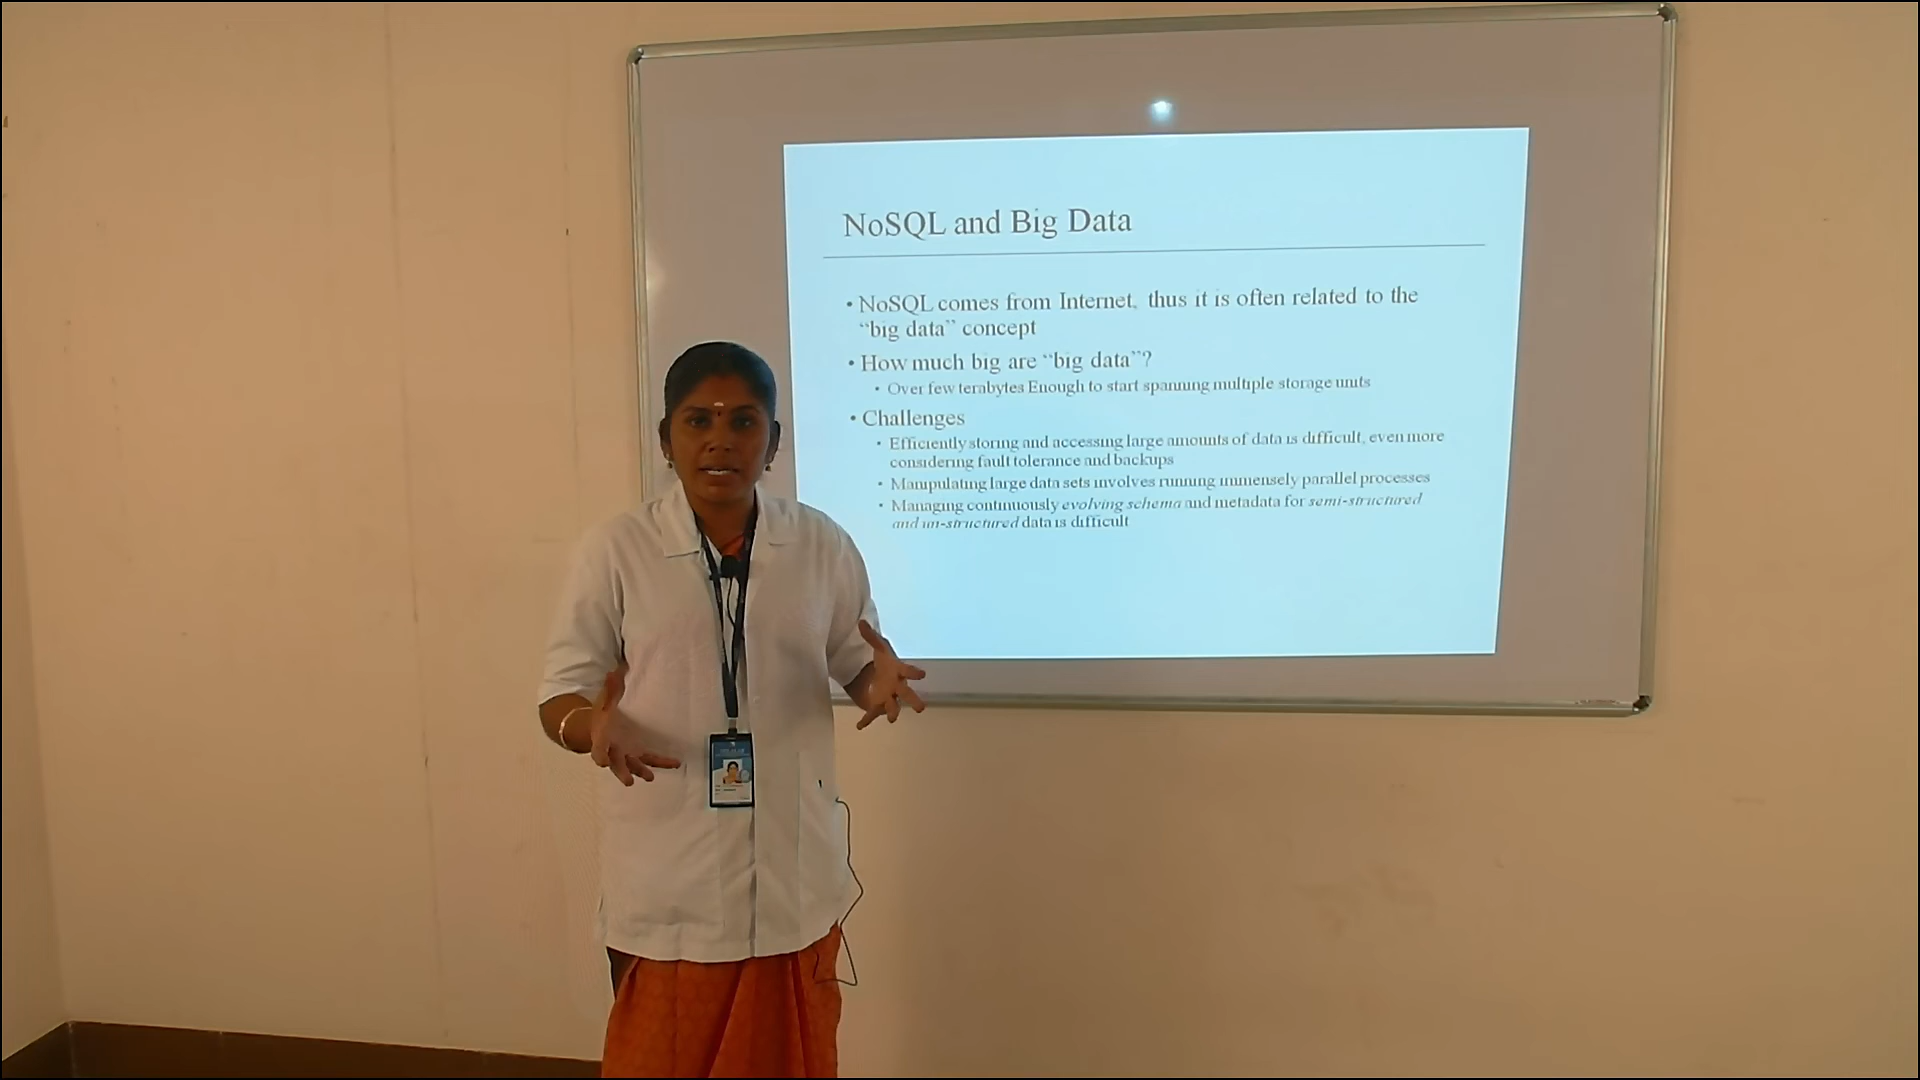 NoSQL and Big Data
• NoSQL comes from Internet, thus it is often related to the
“big data” concept
• How much big are “big data”?
• Over few terabytes Enough to start spanning multiple storage units
• Challenges
• Efficiently storing and accessing large amounts of data is difficult, even more
considering fault tolerance and backups
• Manipulating large data sets involves running immensely parallel processes
• Managing continuously evolving schema and metadata for semi-structured
and un-structured data is difficult